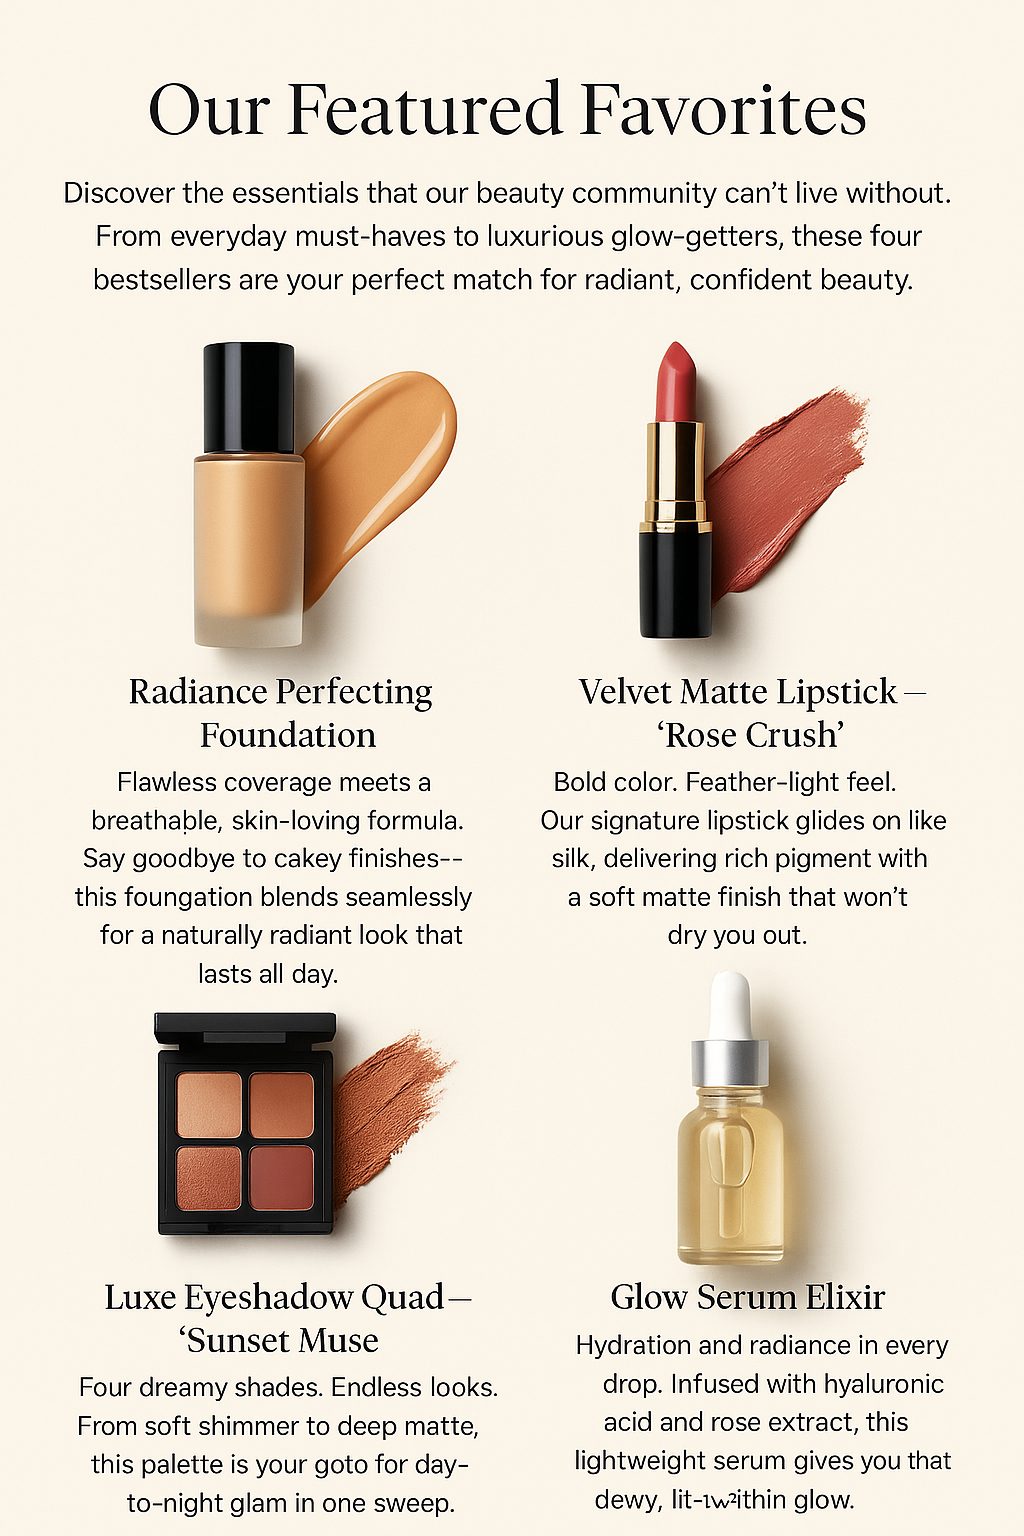 Our Featured Favorites
Discover the essentials that our beauty community can’t live without.
From everyday must-haves to luxurious glow-getters, these four
bestsellers are your perfect match for radiant, confident beauty.
Radiance Perfecting
Foundation
Flawless coverage meets a
breathable, skin-loving formula.
Say goodbye to cakey finishes--
this foungation blends seamlessly
for a naturally radiant look that
lasts all day.
Velvet Matte Lipstick —
‘Rose Crush’
Bold color. Feather-light feel.
Our signature lipstick glides on like
silk, delivering rich pigment with
a soft matte finish that won’t
dry you out.
Luxe Eyeshadow Quad—
‘Sunset Muse
Four dreamy shades. Endless looks.
From soft shimmer to deep matte,
this palette is your goto for day-
to-night glam in one sweep.
Glow Serum Elixir
Hydration and radiance in every
drop. Infused with hyaluronic
acid and rose extract, this
lightweight serum gives you that
dewy, glow.